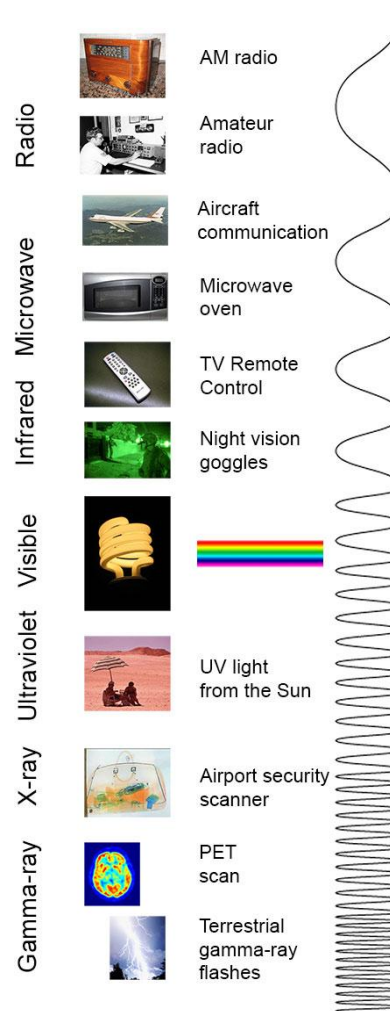 Radio
AM radio
Amateur
radio
Aircraft
communication
Microwave
Microwave
oven
Infrared
TV Remote
Control
Night vision
goggles
Visible
Ultraviolet
UV light
from the Sun
X-ray
Airport security
scanner
Gamma-ray
PET
scan
Terrestrial
gamma-ray
flashes